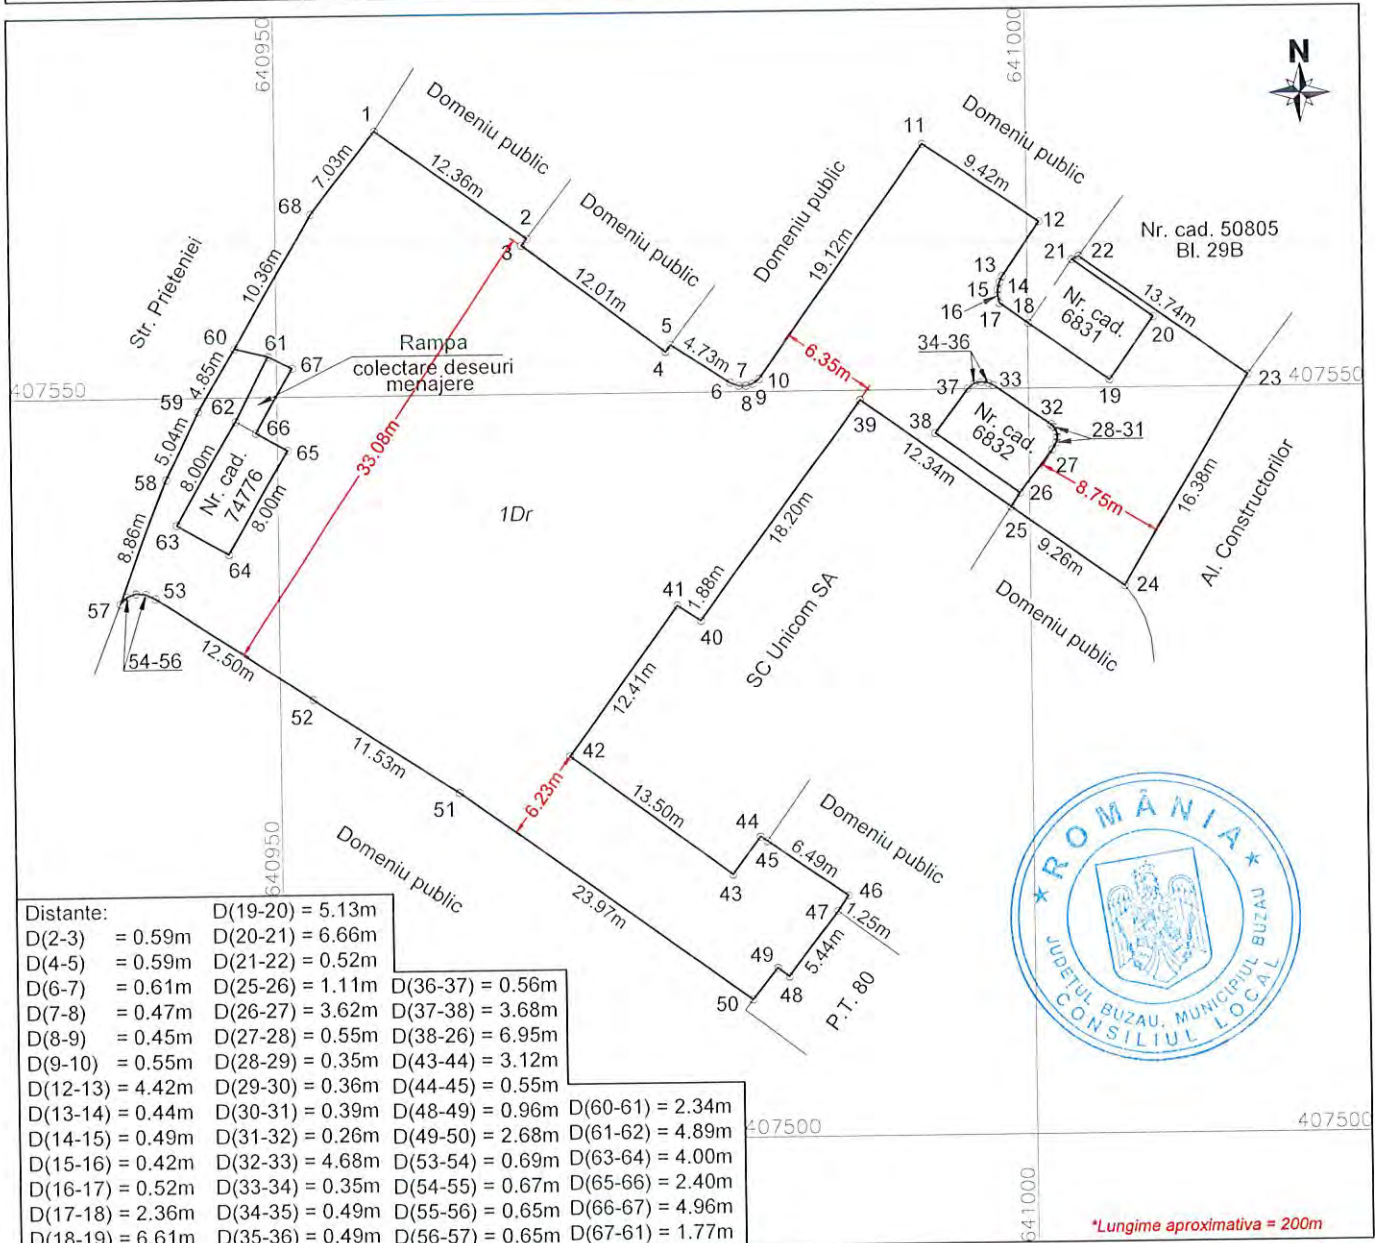 640950
641000
N
1
Domeniu public
12.36m
7.03m
68
2
3
Domeniu public
12.01m
10.36m
Str. Prieteniei
5
4
4.73m
6
7
8
9
10
Domeniu public
19.12m
11
Domeniu public
9.42m
12
Nr. cad. 50805
Bl. 29B
13
14
15
16
17
18
21
22
13.74m
Nr. cad.
6831
20
19
23
407550
407550
60
61
67
Rampa
colectare deseuri
menajere
4.85m
59
62
66
65
5.04m
58
8.00m
Nr. cad.
74776
8.00m
33.08m
63
64
8.86m
57
53
54-56
12.50m
52
1Dr
6.35m
34-36
37
33
38
Nr. cad.
6832
32
28-31
27
26
39
12.34m
25
8.75m
16.38m
Al. Constructorilor
9.26m
24
Domeniu public
18.20m
41
1.88m
40
SC Unicom SA
12.41m
42
11.53m
51
6.23m
13.50m
44
45
43
6.49m
Domeniu public
46
47
1.25m
5.44m
49
48
50
P.T. 80
23.97m
Domeniu public
640950
ROMÂNIA
JUDEȚUL BUZAU, MUNICIPIUL BUZAU
CONSILIUL LOCAL
Distante: D(19-20) = 5.13m
D(2-3) = 0.59m D(20-21) = 6.66m
D(4-5) = 0.59m D(21-22) = 0.52m
D(6-7) = 0.61m D(25-26) = 1.11m D(36-37) = 0.56m
D(7-8) = 0.47m D(26-27) = 3.62m D(37-38) = 3.68m
D(8-9) = 0.45m D(27-28) = 0.55m D(38-26) = 6.95m
D(9-10) = 0.55m D(28-29) = 0.35m D(43-44) = 3.12m
D(12-13) = 4.42m D(29-30) = 0.36m D(44-45) = 0.55m
D(13-14) = 0.44m D(30-31) = 0.39m D(48-49) = 0.96m D(60-61) = 2.34m
D(14-15) = 0.49m D(31-32) = 0.26m D(49-50) = 2.68m D(61-62) = 4.89m
D(15-16) = 0.42m D(32-33) = 4.68m D(53-54) = 0.69m D(63-64) = 4.00m
D(16-17) = 0.52m D(33-34) = 0.35m D(54-55) = 0.67m D(65-66) = 2.40m
D(17-18) = 2.36m D(34-35) = 0.49m D(55-56) = 0.65m D(66-67) = 4.96m
D(18-19) = 6.61m D(35-36) = 0.49m D(56-57) = 0.65m D(67-61) = 1.77m
407500
407500
641000
*Lungime aproximativa = 200m